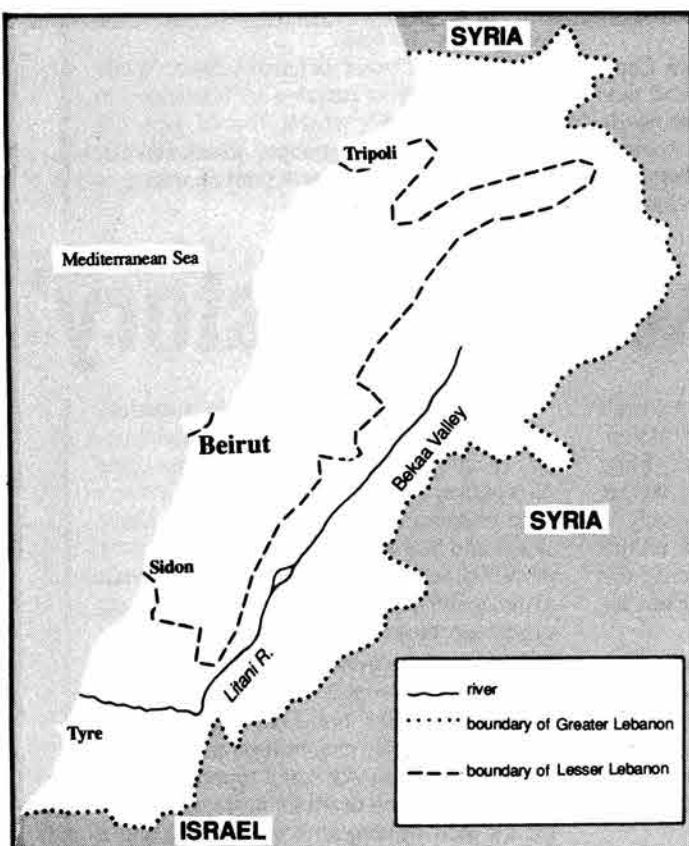 SYRIA
Tripoli
Mediterranean Sea
Beirut
Bekaa Valley
SYRIA
Sidon
Litani R.
Tyre
ISRAEL
river
boundary of Greater Lebanon
boundary of Lesser Lebanon